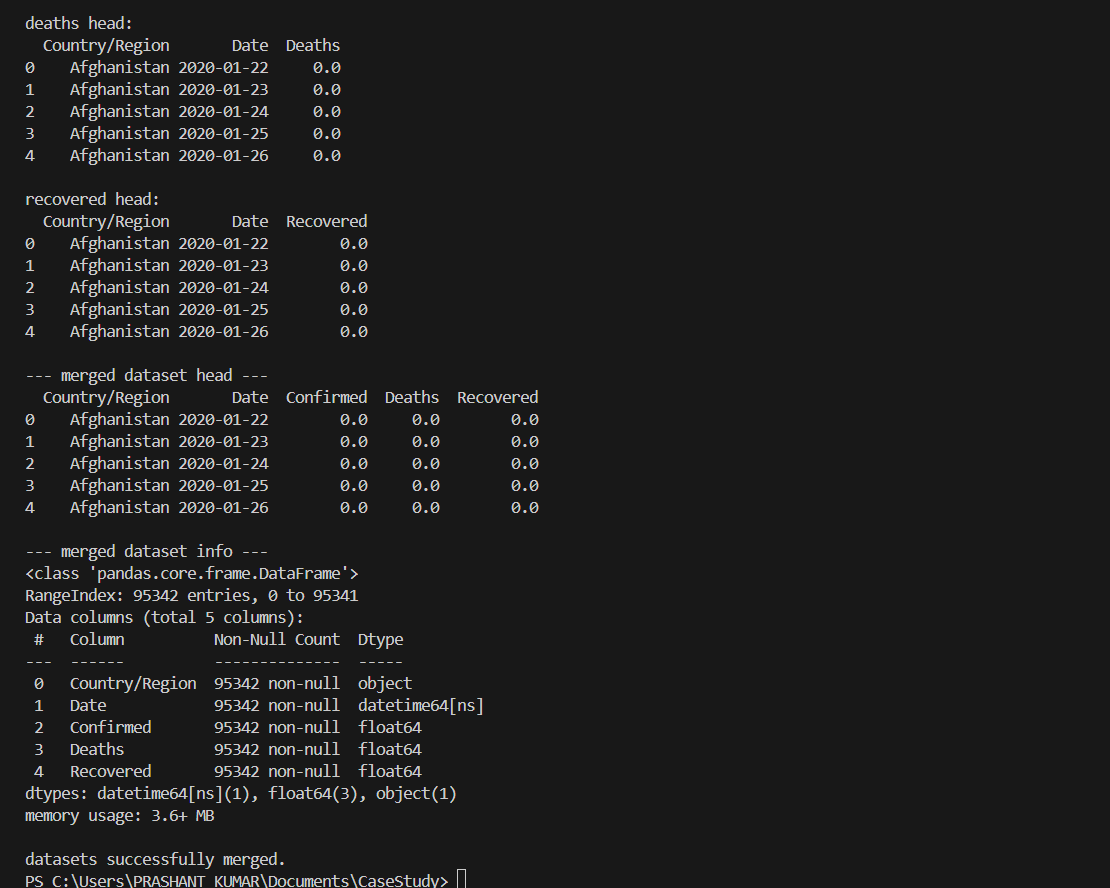 deaths head:
  Country/Region       Date  Deaths
0    Afghanistan 2020-01-22     0.0
1    Afghanistan 2020-01-23     0.0
2    Afghanistan 2020-01-24     0.0
3    Afghanistan 2020-01-25     0.0
4    Afghanistan 2020-01-26     0.0

recovered head:
  Country/Region       Date  Recovered
0    Afghanistan 2020-01-22        0.0
1    Afghanistan 2020-01-23        0.0
2    Afghanistan 2020-01-24        0.0
3    Afghanistan 2020-01-25        0.0
4    Afghanistan 2020-01-26        0.0

--- merged dataset head ---
  Country/Region       Date  Confirmed  Deaths  Recovered
0    Afghanistan 2020-01-22        0.0     0.0        0.0
1    Afghanistan 2020-01-23        0.0     0.0        0.0
2    Afghanistan 2020-01-24        0.0     0.0        0.0
3    Afghanistan 2020-01-25        0.0     0.0        0.0
4    Afghanistan 2020-01-26        0.0     0.0        0.0

--- merged dataset info ---
<class 'pandas.core.frame.DataFrame'>
RangeIndex: 95342 entries, 0 to 95341
Data columns (total 5 columns):
 #   Column          Non-Null Count  Dtype
---  ------          --------------  -----
 0   Country/Region  95342 non-null  object
 1   Date            95342 non-null  datetime64[ns]
 2   Confirmed       95342 non-null  float64
 3   Deaths          95342 non-null  float64
 4   Recovered       95342 non-null  float64
dtypes: datetime64[ns](1), float64(3), object(1)
memory usage: 3.6+ MB

datasets successfully merged.
PS C:\Users\PRASHANT KUMAR\Documents\CaseStudy>